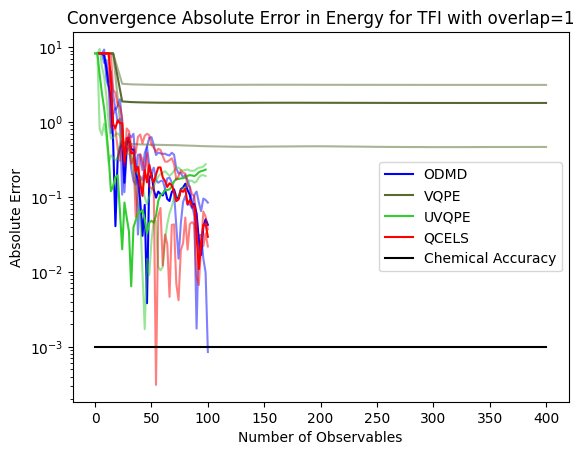 Convergence Absolute Error in Energy for TFI with overlap=1
10^1
10^0
10^-1
10^-2
10^-3
Absolute Error
ODMD
VQPE
UVQPE
QCELS
Chemical Accuracy
0 50 100 150 200 250 300 350 400
Number of Observables